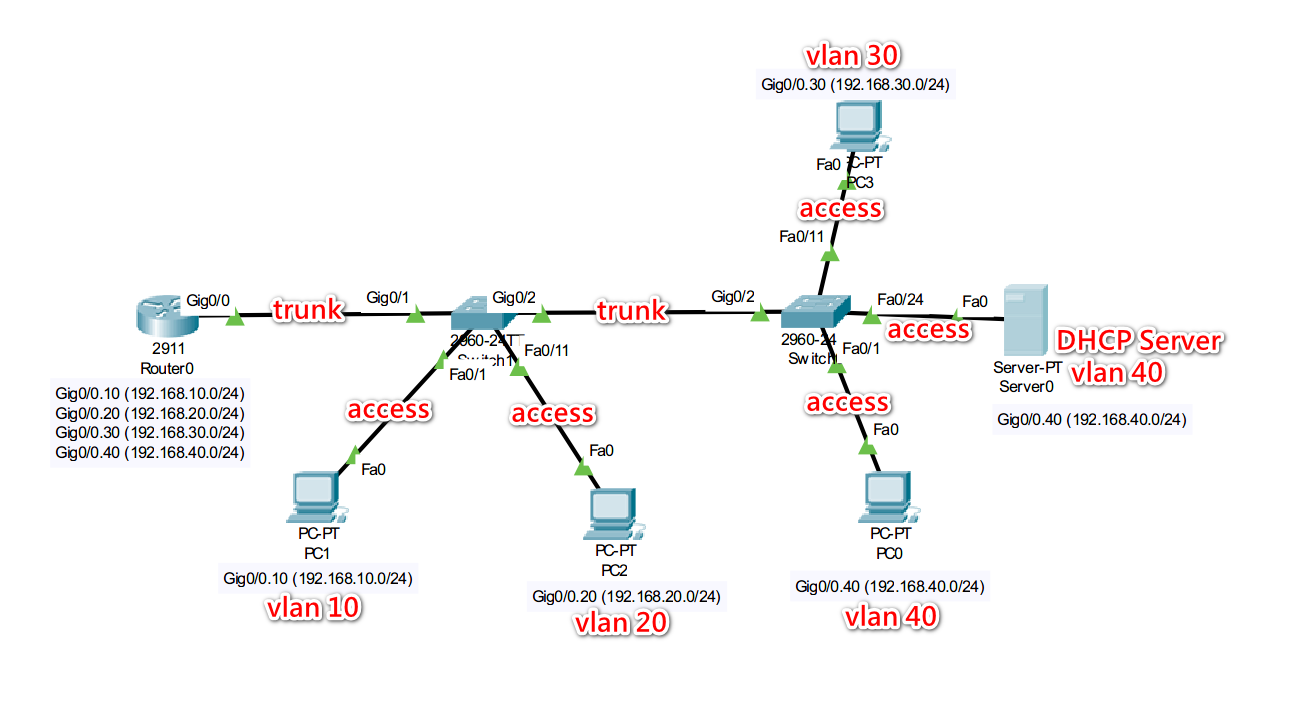 vlan 30
Gig0/0.30 (192.168.30.0/24)
Fa0
C-PT
PC3
access
Fa0/11
Gig0/0
trunk
Gig0/1
Gig0/2
trunk
Gig0/2
Fa0/24
Fa0
access
2911
Router0
2960-24TT
Switch1
Fa0/11
Fa0/1
2960-24
Switch
Fa0/1
DHCP Server
Server-PT
vlan 40
Server0
Gig0/0.10 (192.168.10.0/24)
Gig0/0.20 (192.168.20.0/24)
Gig0/0.30 (192.168.30.0/24)
Gig0/0.40 (192.168.40.0/24)
access
access
access
Gig0/0.40 (192.168.40.0/24)
Fa0
Fa0
Fa0
PC-PT
PC1
PC-PT
PC2
PC-PT
PC0
Gig0/0.10 (192.168.10.0/24)
vlan 10
Gig0/0.20 (192.168.20.0/24)
vlan 20
Gig0/0.40 (192.168.40.0/24)
vlan 40